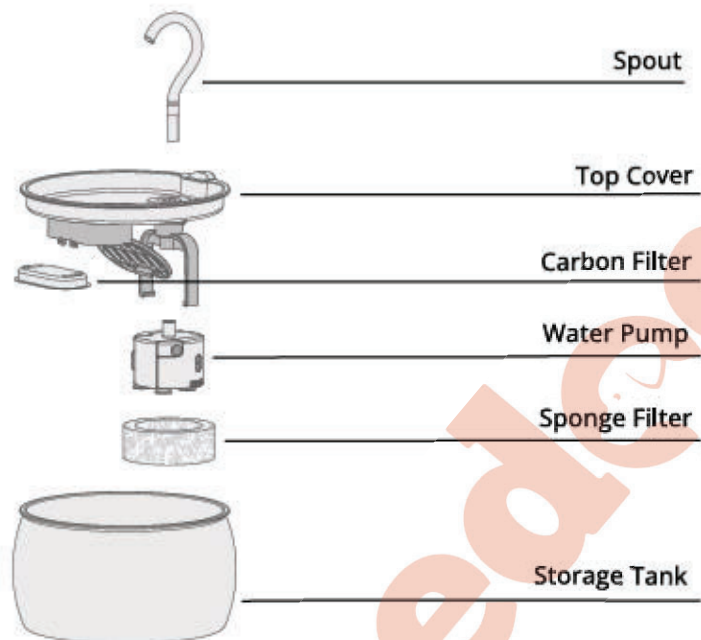 Spout
Top Cover
Carbon Filter
Water Pump
Sponge Filter
Storage Tank